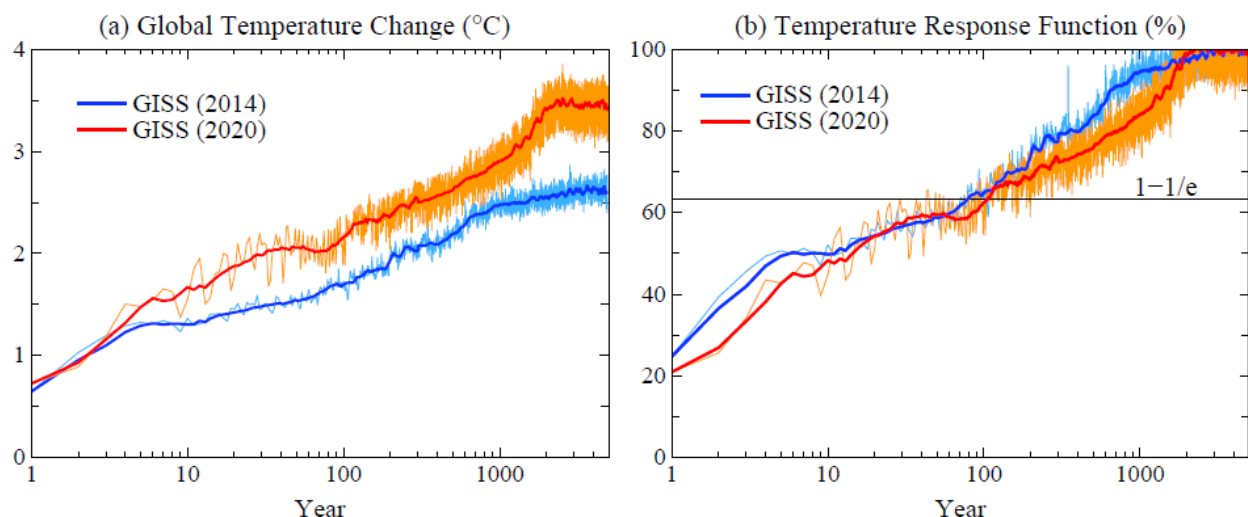 (a) Global Temperature Change (°C)
4
3
2
1
0
GISS (2014)
GISS (2020)
1
10
100
1000
Year
(b) Temperature Response Function (%)
100
80
60
40
20
0
GISS (2014)
GISS (2020)
1−1/e
1
10
100
1000
Year